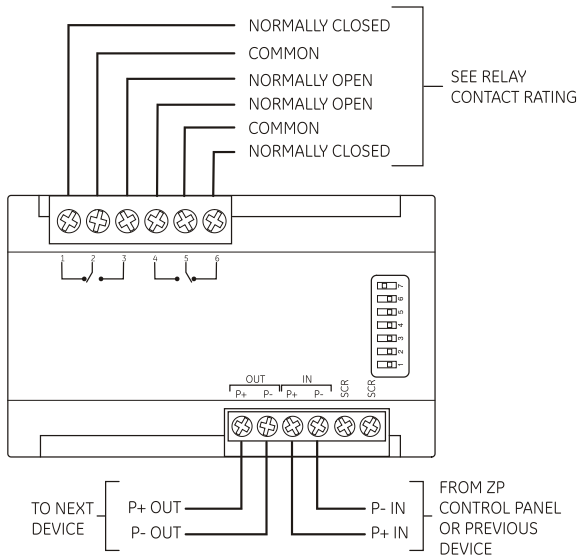 NORMALLY CLOSED
COMMON
NORMALLY OPEN
NORMALLY OPEN
COMMON
NORMALLY CLOSED
SEE RELAY
CONTACT RATING
1 2 3 4 5 6
7
6
5
4
3
2
1
OUT IN
P+ P- P+ P- SCR SCR
TO NEXT
DEVICE
P+ OUT
P- OUT
P- IN
P+ IN
FROM ZP
CONTROL PANEL
OR PREVIOUS
DEVICE